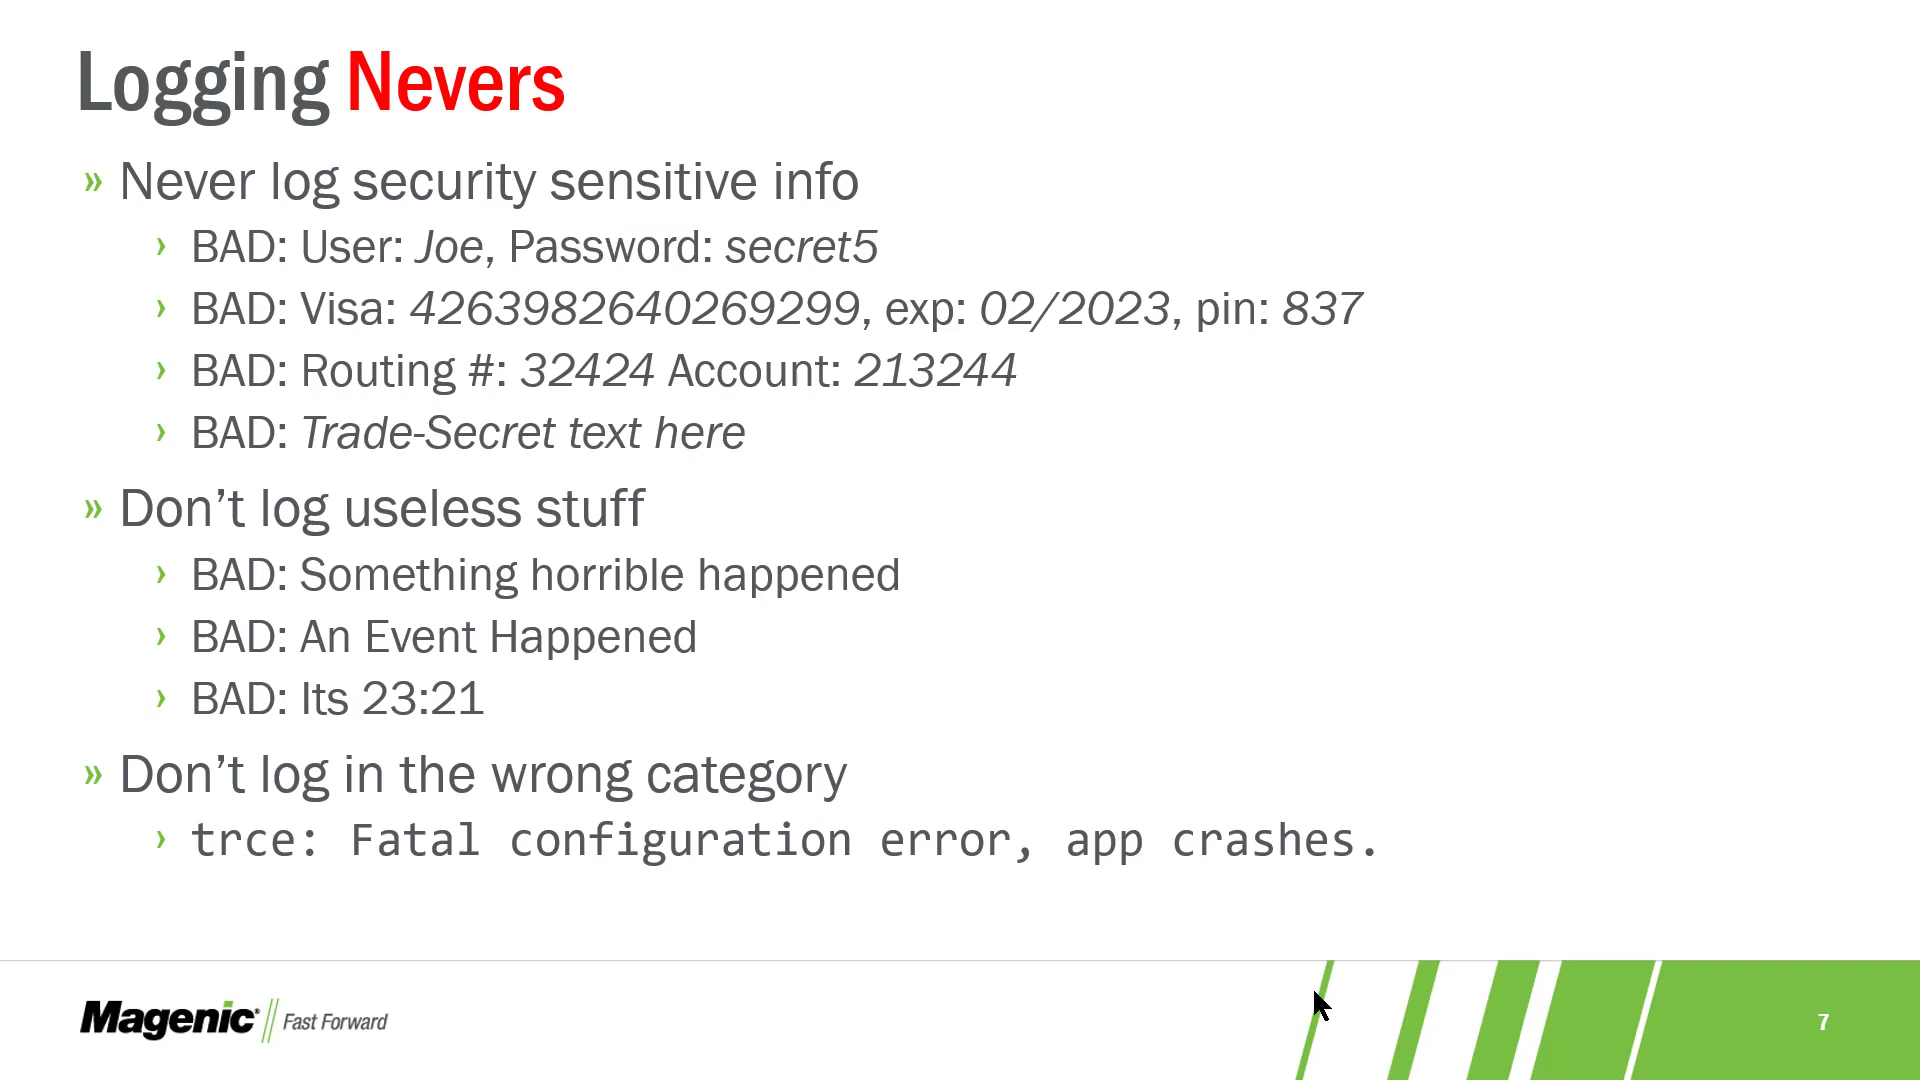 Logging Nevers
» Never log security sensitive info
› BAD: User: Joe, Password: secret5
› BAD: Visa: 4263982640269299, exp: 02/2023, pin: 837
› BAD: Routing #: 32424 Account: 213244
› BAD: Trade-Secret text here
» Don’t log useless stuff
› BAD: Something horrible happened
› BAD: An Event Happened
› BAD: Its 23:21
» Don’t log in the wrong category
› trce: Fatal configuration error, app crashes.
Magenic Fast Forward
7